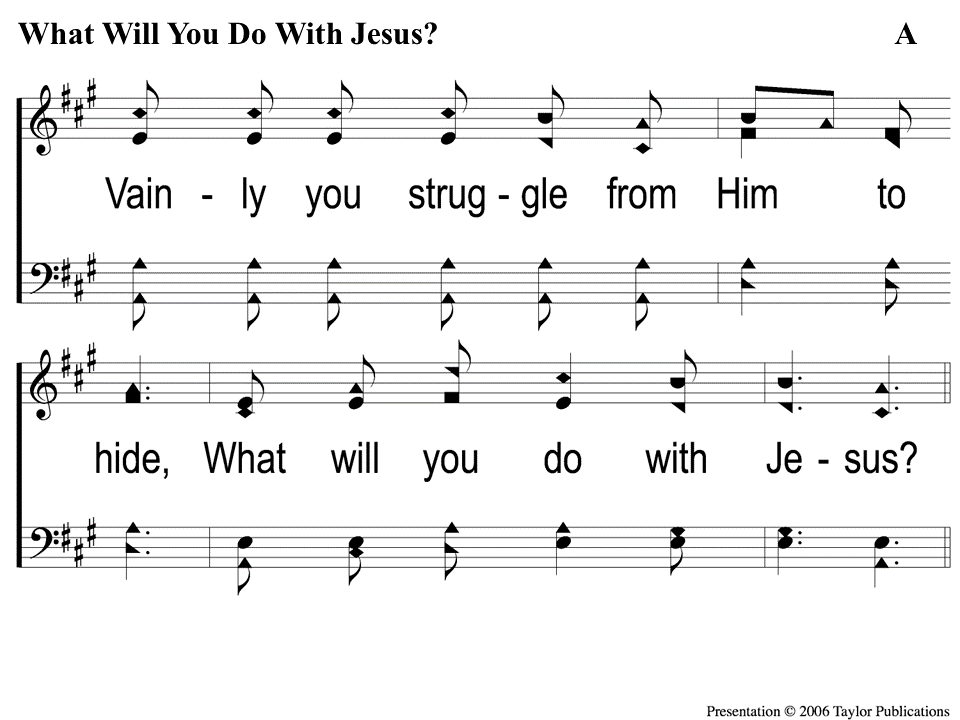 What Will You Do With Jesus? A
Vain - ly you strug - gle from Him to
hide, What will you do with Je - sus?
Presentation © 2006 Taylor Publications